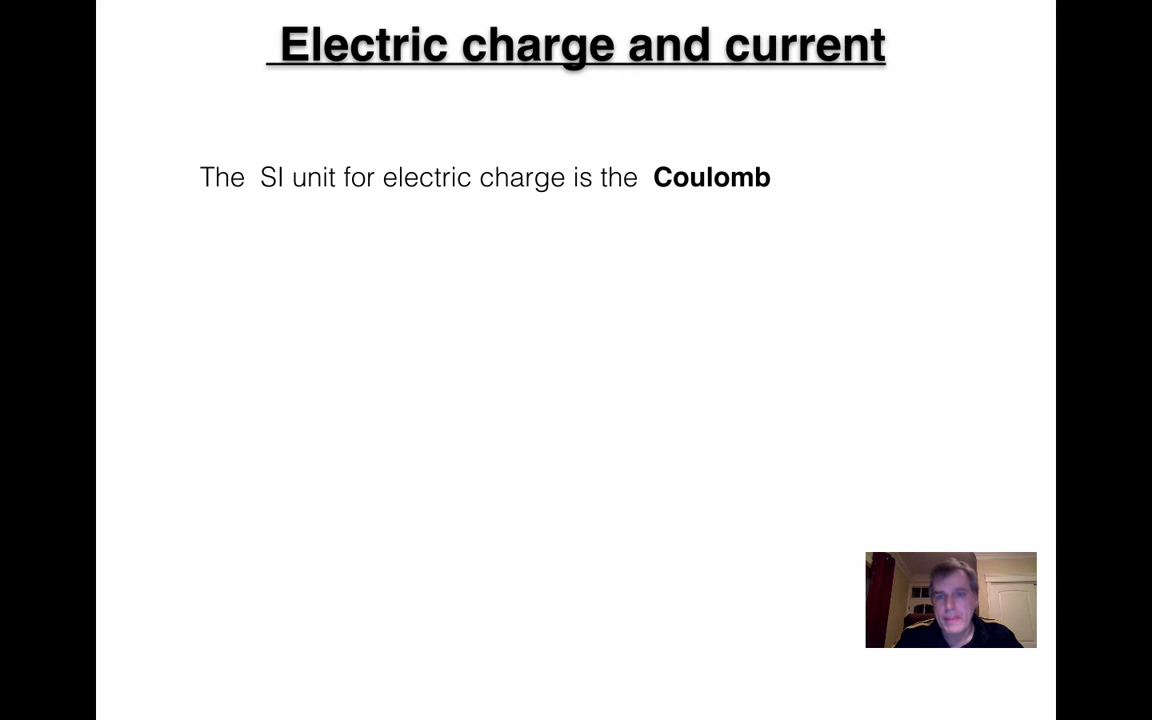 Electric charge and current
The SI unit for electric charge is the Coulomb